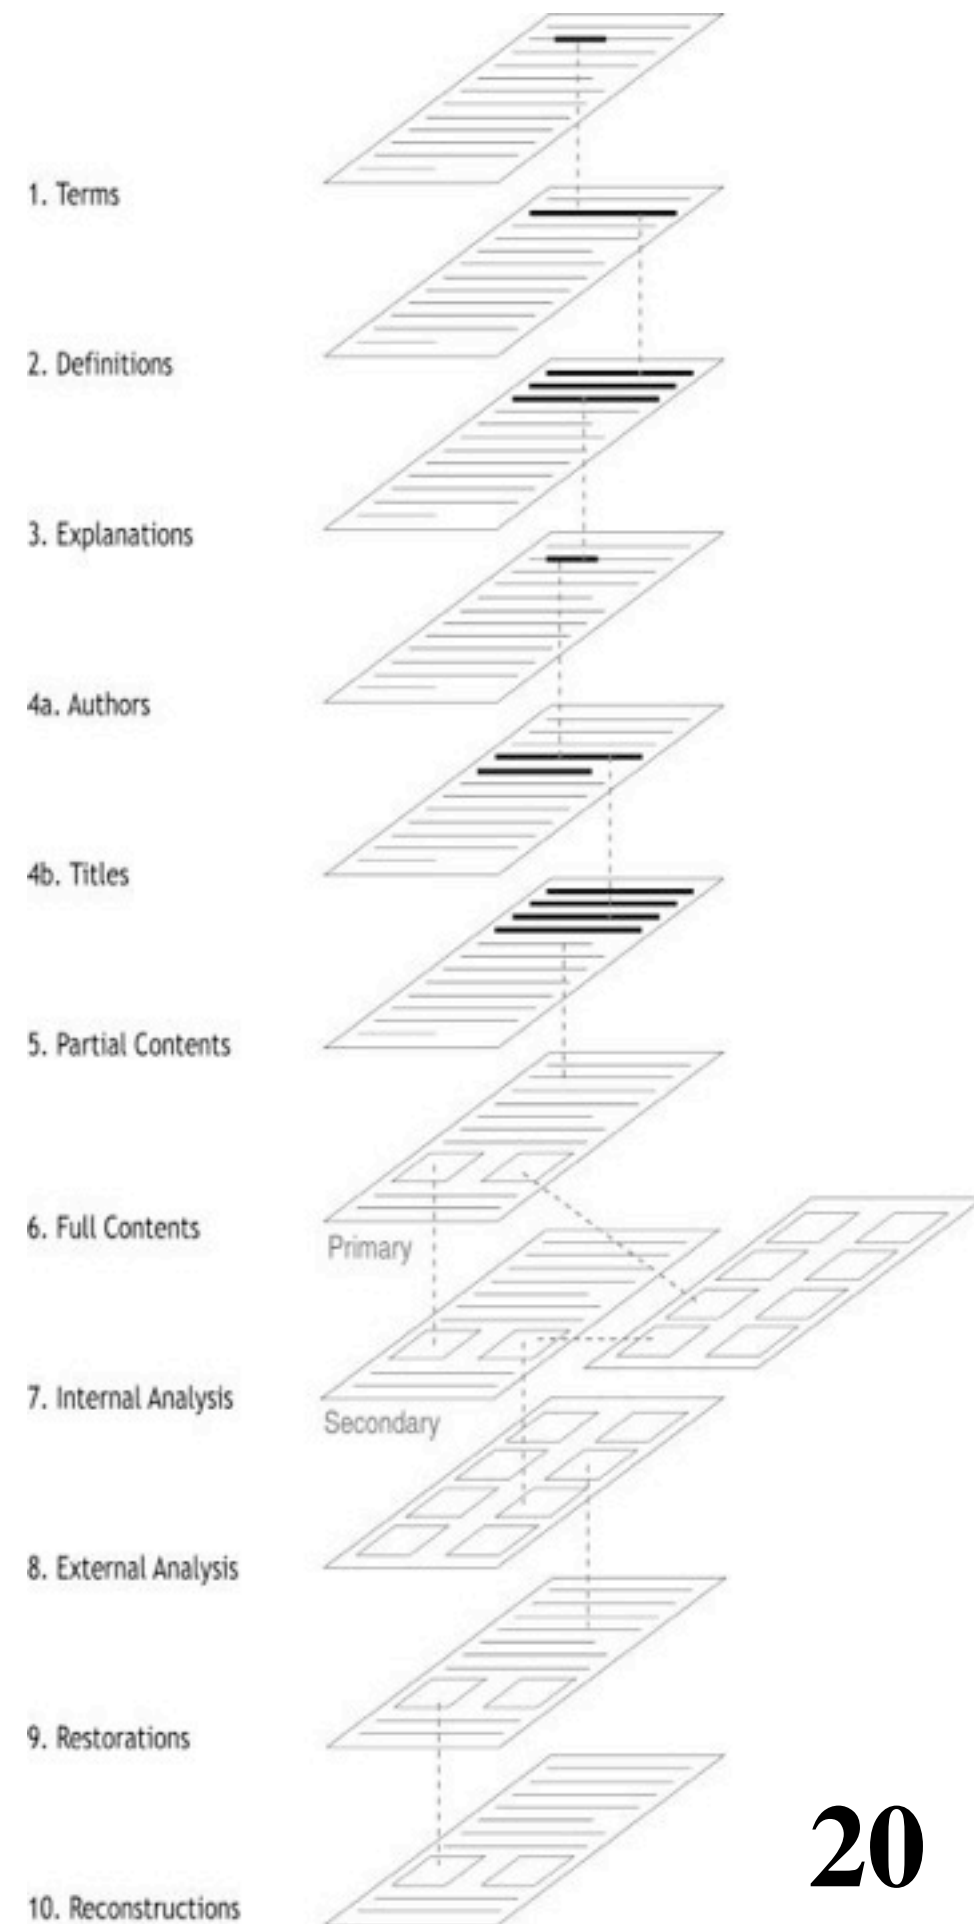 1. Terms
2. Definitions
3. Explanations
4a. Authors
4b. Titles
5. Partial Contents
6. Full Contents
Primary
7. Internal Analysis
Secondary
8. External Analysis
9. Restorations
10. Reconstructions
20